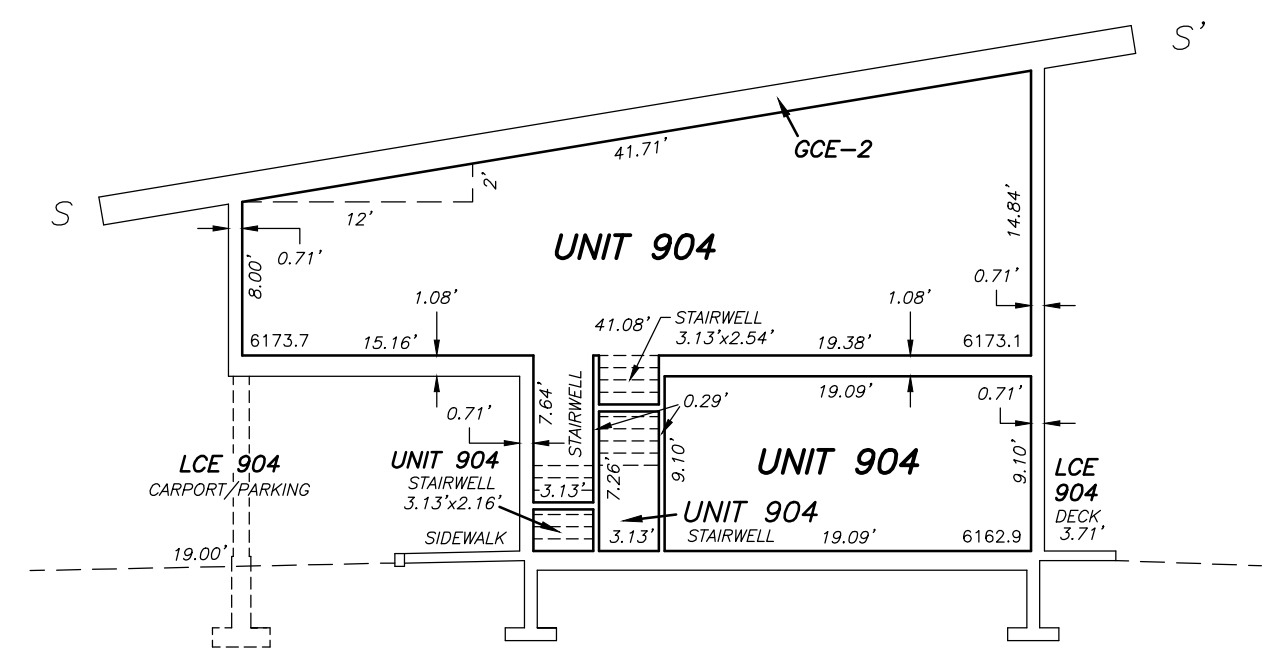 S'
S
GCE-2
41.71'
2'
12'
0.71'
8.00'
UNIT 904
14.84'
0.71'
1.08'
1.08'
41.08'
STAIRWELL
3.13'x2.54'
6173.7
15.16'
19.38'
6173.1
7.64'
STAIRWELL
0.29'
19.09'
0.71'
0.71'
LCE 904
CARPORT/PARKING
UNIT 904
STAIRWELL
3.13'x2.16'
3.13'
7.26'
9.10'
UNIT 904
9.10'
LCE
904
DECK
3.71'
UNIT 904
STAIRWELL
3.13'
SIDEWALK
19.09'
6162.9
19.00'